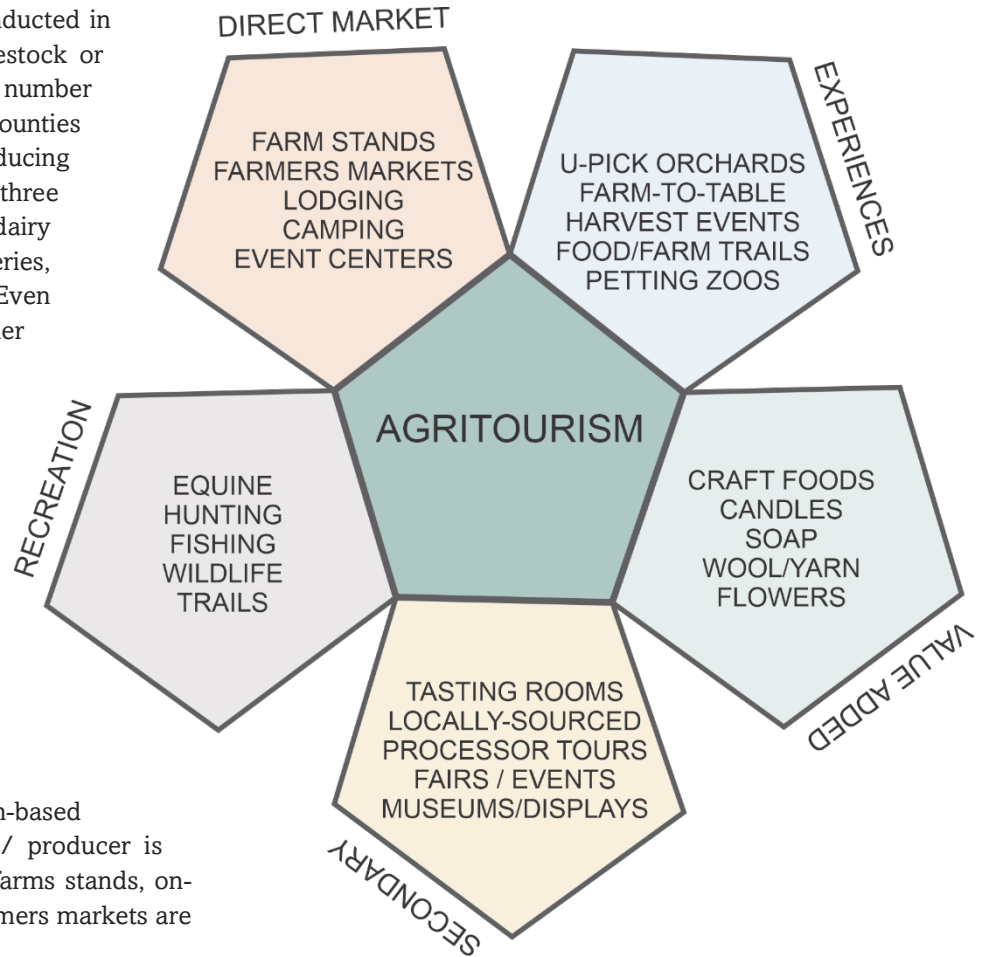 ducted in
estock or
number
ounties
ducing
three
dairy
eries,
Even
er
DIRECT MARKET
FARM STANDS
FARMERS MARKETS
LODGING
CAMPING
EVENT CENTERS
EXPERIENCES
U-PICK ORCHARDS
FARM-TO-TABLE
HARVEST EVENTS
FOOD/FARM TRAILS
PETTING ZOOS
AGRITOURISM
RECREATION
EQUINE
HUNTING
FISHING
WILDLIFE
TRAILS
CRAFT FOODS
CANDLES
SOAP
WOOL/YARN
FLOWERS
VALUE ADDED
TASTING ROOMS
LOCALLY-SOURCED
PROCESSOR TOURS
FAIRS / EVENTS
MUSEUMS/DISPLAYS
SECONDARY
-based
/ producer is
farms stands, on-
mers markets are